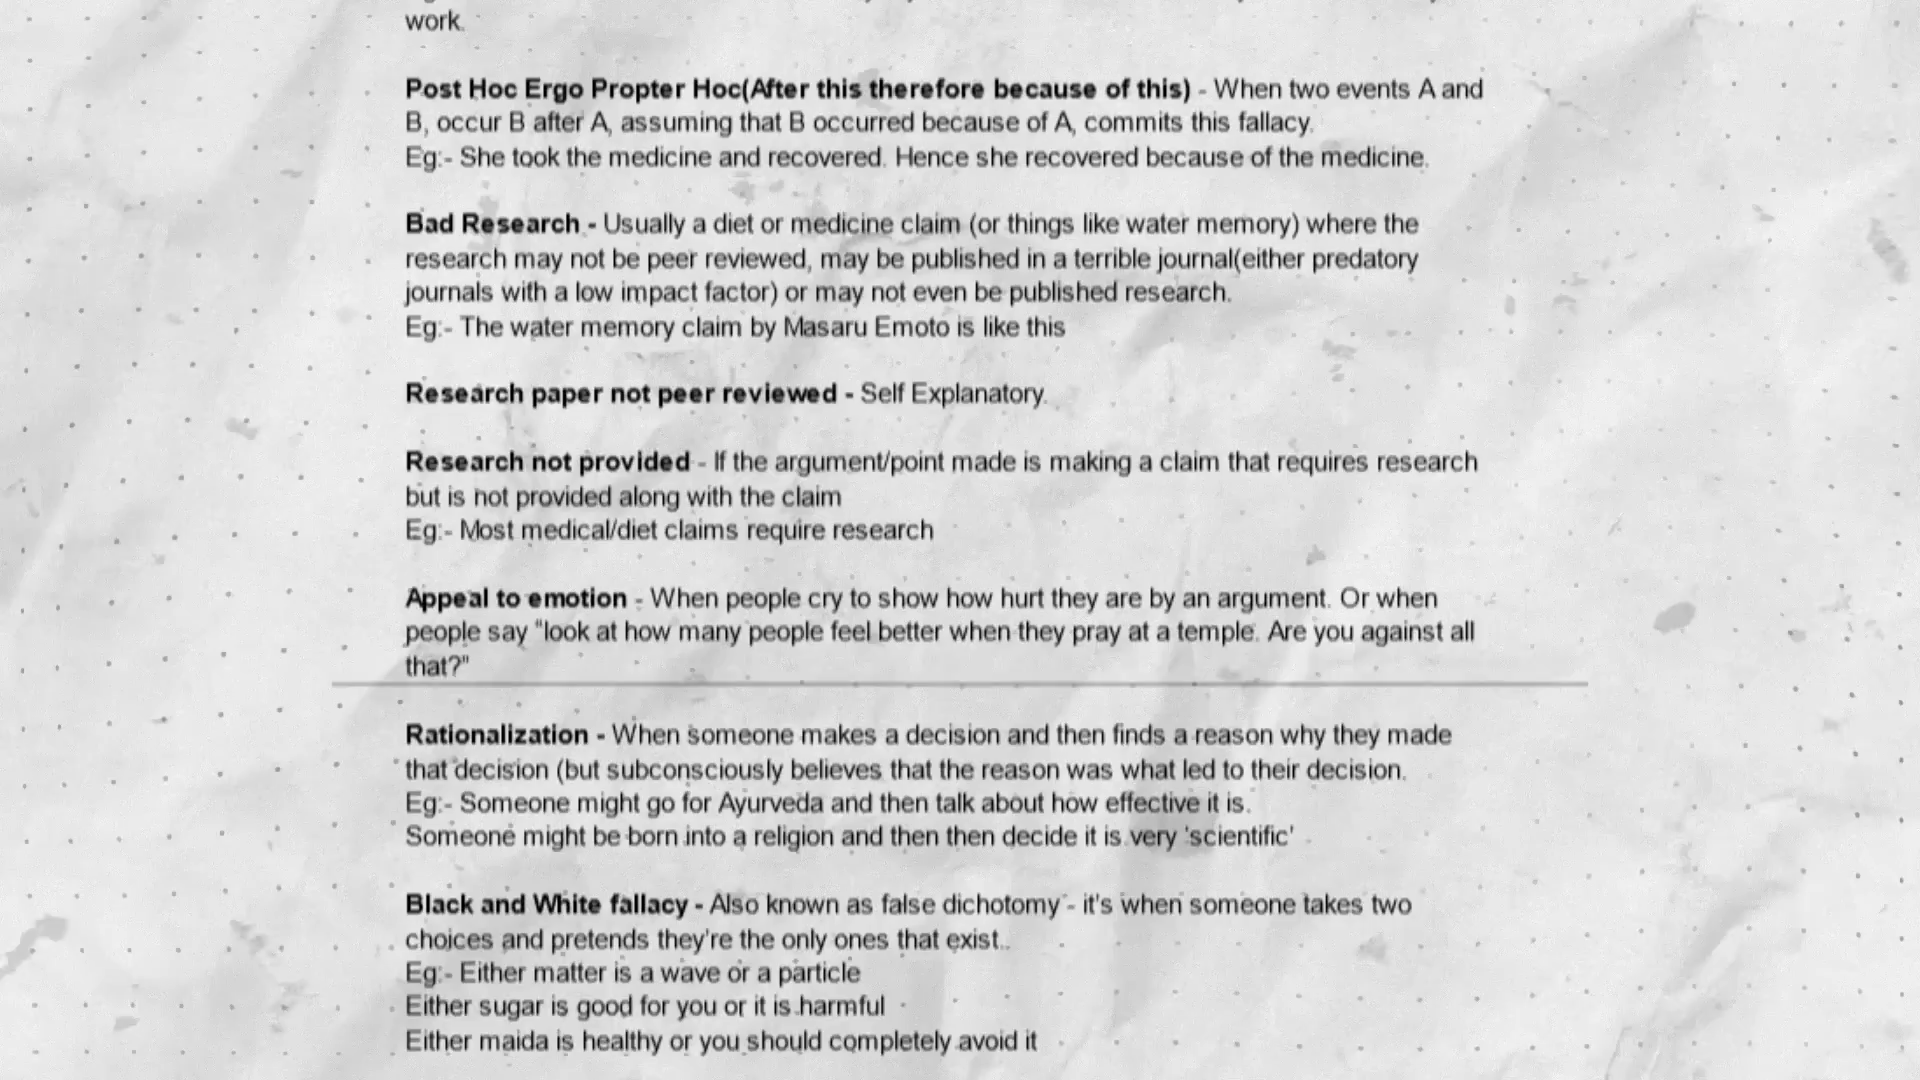 work.
Post Hoc Ergo Propter Hoc(After this therefore because of this) - When two events A and
B, occur B after A, assuming that B occurred because of A, commits this fallacy.
Eg:- She took the medicine and recovered. Hence she recovered because of the medicine.
Bad Research - Usually a diet or medicine claim (or things like water memory) where the
research may not be peer reviewed, may be published in a terrible journal(either predatory
journals with a low impact factor) or may not even be published research.
Eg:- The water memory claim by Masaru Emoto is like this
Research paper not peer reviewed - Self Explanatory.
Research not provided - If the argument/point made is making a claim that requires research
but is not provided along with the claim
Eg:- Most medical/diet claims require research
Appeal to emotion - When people cry to show how hurt they are by an argument. Or when
people say "look at how many people feel better when they pray at a temple. Are you against all
that?"
Rationalization - When someone makes a decision and then finds a reason why they made
that decision (but subconsciously believes that the reason was what led to their decision.
Eg:- Someone might go for Ayurveda and then talk about how effective it is.
Someone might be born into a religion and then then decide it is very 'scientific'
Black and White fallacy - Also known as false dichotomy - it's when someone takes two
choices and pretends they're the only ones that exist..
Eg:- Either matter is a wave or a particle
Either sugar is good for you or it is harmful
Either maida is healthy or you should completely avoid it